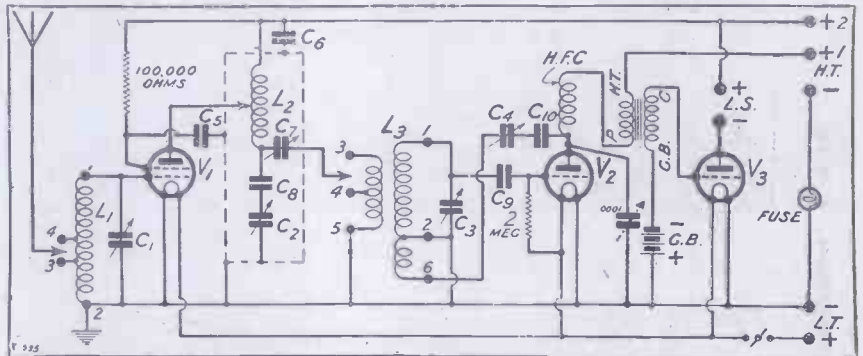 C6
+2
+1
H.T.
-
100,000
OHMS
L2
C5
C7
H.F.C
H.T.
P
G.B.
C
+
L.S.
-
V1
3
4
5
L3
1
C4
C10
V2
V3
L1
1
4
3
2
C1
C8
C2
2
6
C3
C9
2
MEG
.0001
-
G.B.
+
FUSE
-
L.T.
+